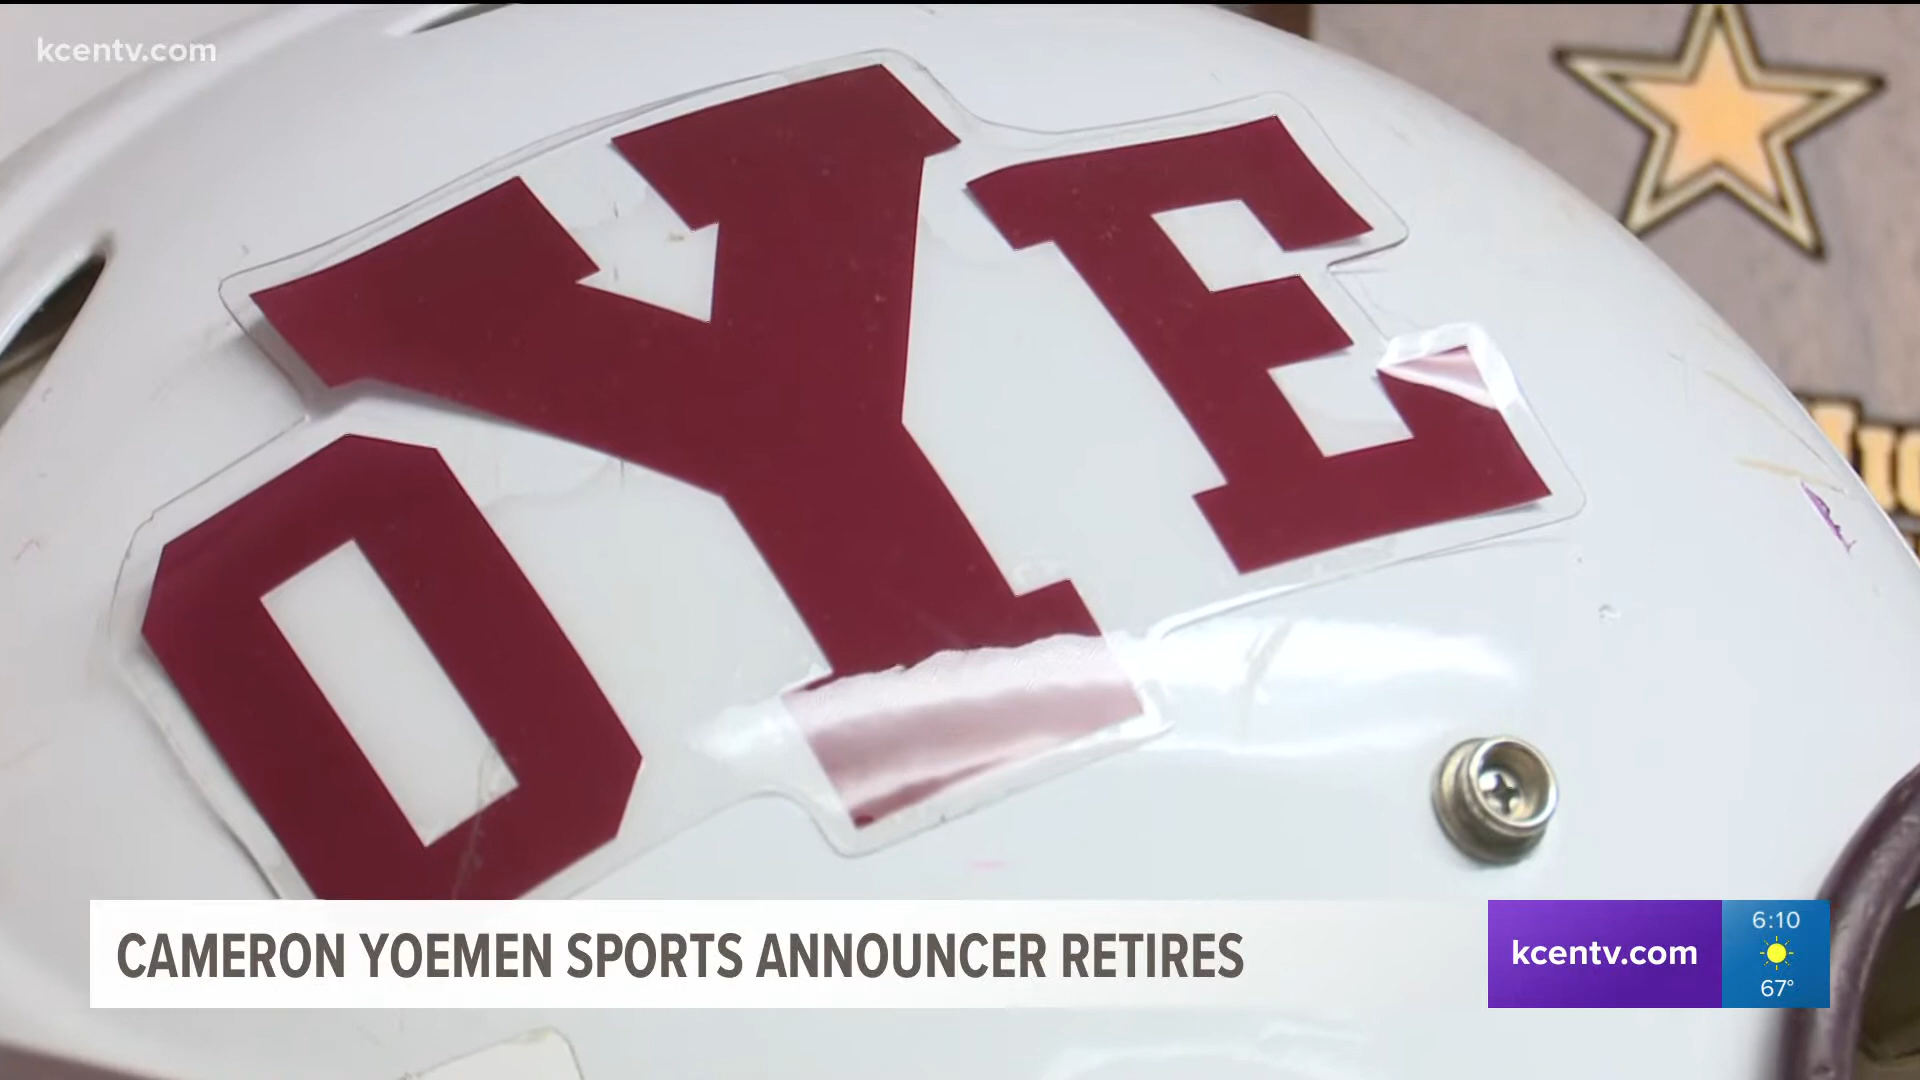 kcentv.com
OYE
CAMERON YOEMEN SPORTS ANNOUNCER RETIRES
kcentv.com
6:10
67°